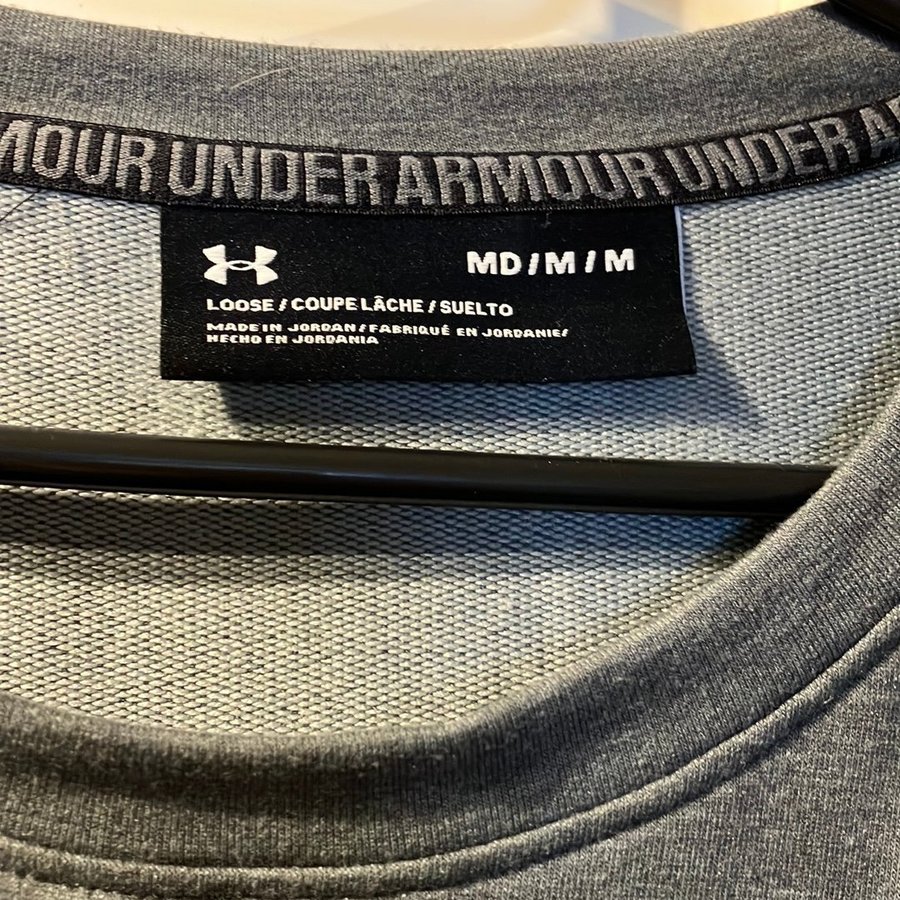 MOUR UNDER ARMOUR UNDER A
MD/M/M
LOOSE / COUPE LÂCHE / SUELTO
MADE IN JORDAN / FABRIQUÉ EN JORDANIE/
HECHO EN JORDANIA